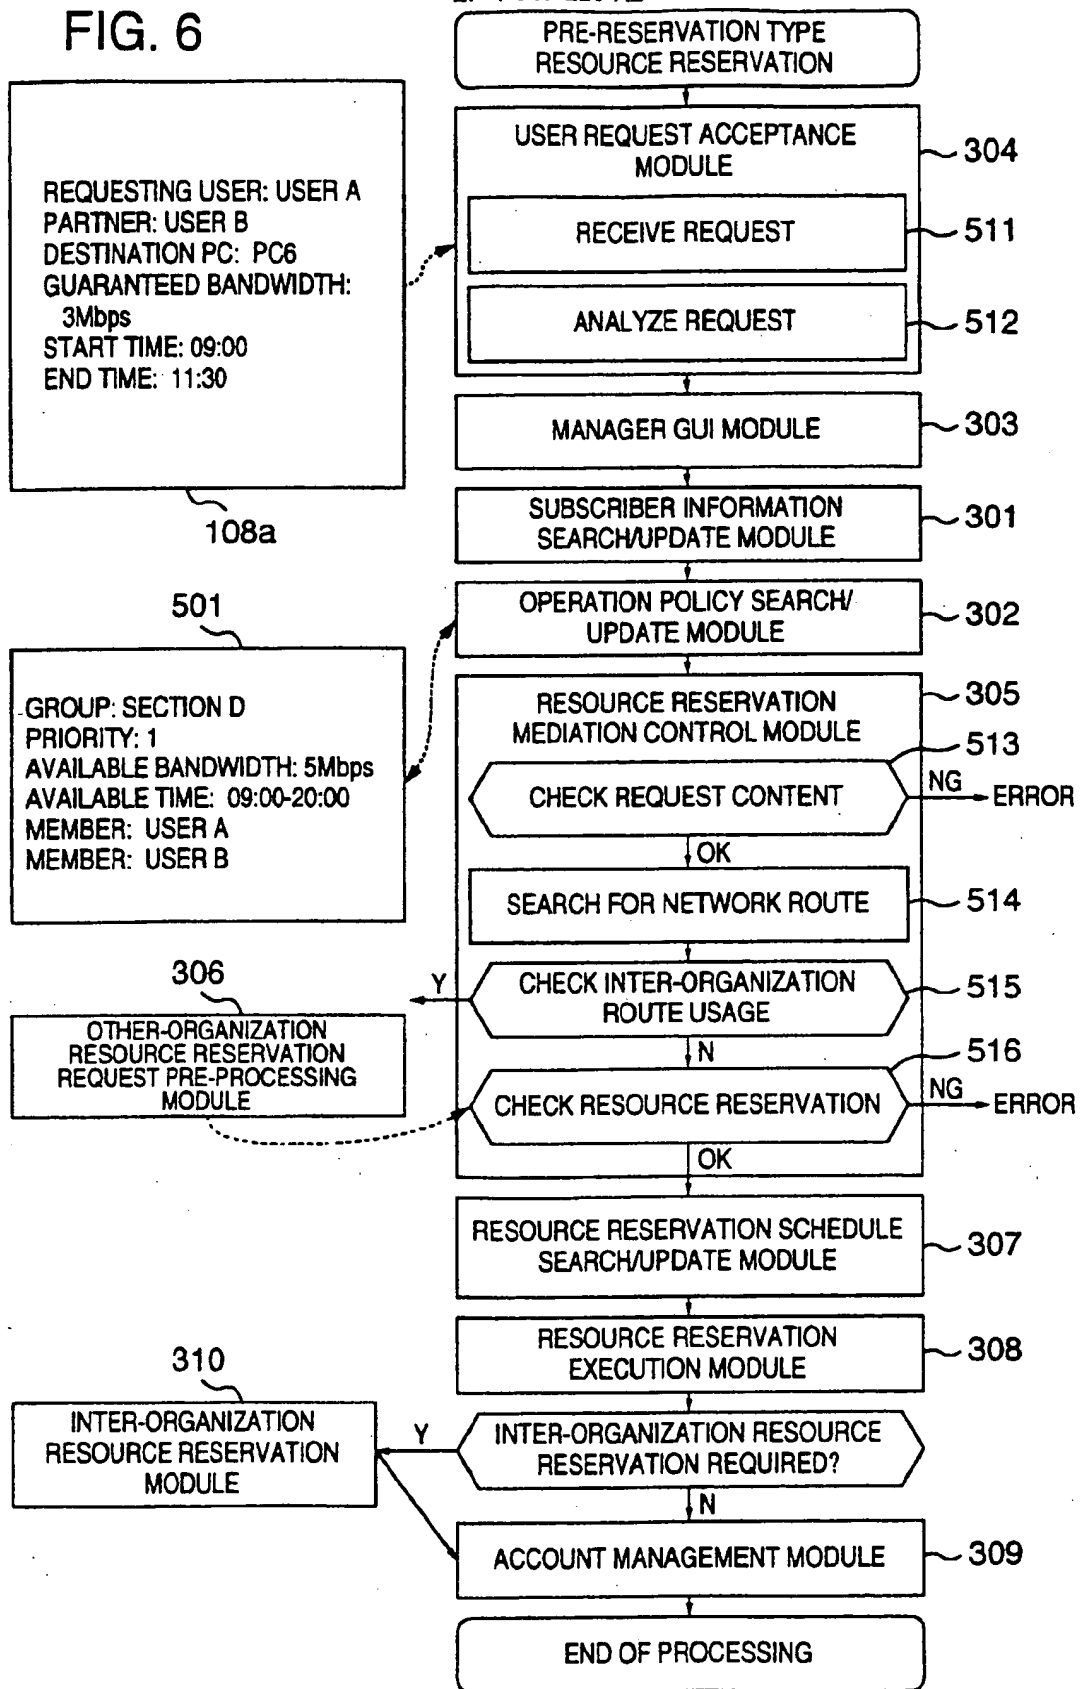 FIG. 6
PRE-RESERVATION TYPE
RESOURCE RESERVATION
REQUESTING USER: USER A
PARTNER: USER B
DESTINATION PC: PC6
GUARANTEED BANDWIDTH:
3Mbps
START TIME: 09:00
END TIME: 11:30
108a
USER REQUEST ACCEPTANCE
MODULE
304
RECEIVE REQUEST
511
ANALYZE REQUEST
512
MANAGER GUI MODULE
303
SUBSCRIBER INFORMATION
SEARCH/UPDATE MODULE
301
OPERATION POLICY SEARCH/
UPDATE MODULE
302
501
GROUP: SECTION D
PRIORITY: 1
AVAILABLE BANDWIDTH: 5Mbps
AVAILABLE TIME: 09:00-20:00
MEMBER: USER A
MEMBER: USER B
RESOURCE RESERVATION
MEDIATION CONTROL MODULE
305
513
CHECK REQUEST CONTENT
NG
ERROR
OK
SEARCH FOR NETWORK ROUTE
514
306
Y
CHECK INTER-ORGANIZATION
ROUTE USAGE
515
OTHER-ORGANIZATION
RESOURCE RESERVATION
REQUEST PRE-PROCESSING
MODULE
N
516
CHECK RESOURCE RESERVATION
NG
ERROR
OK
RESOURCE RESERVATION SCHEDULE
SEARCH/UPDATE MODULE
307
RESOURCE RESERVATION
EXECUTION MODULE
308
310
INTER-ORGANIZATION
RESOURCE RESERVATION
MODULE
Y
INTER-ORGANIZATION RESOURCE
RESERVATION REQUIRED?
N
ACCOUNT MANAGEMENT MODULE
309
END OF PROCESSING